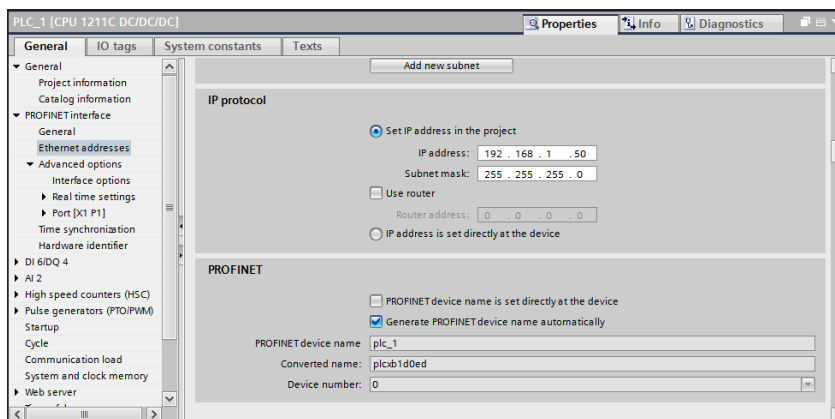 PLC_1 [CPU 1211C DC/DC/DC]
Properties
Info
Diagnostics
General
IO tags
System constants
Texts
General
Project information
Catalog information
PROFINET interface
General
Ethernet addresses
Advanced options
Interface options
Real time settings
Port [X1 P1]
Time synchronization
Hardware identifier
DI 6/DQ 4
AI 2
High speed counters (HSC)
Pulse generators (PTO/PWM)
Startup
Cycle
Communication load
System and clock memory
Web server
Add new subnet
IP protocol
Set IP address in the project
IP address: 192 . 168 . 1 . 50
Subnet mask: 255 . 255 . 255 . 0
Use router
Router address: 0 . 0 . 0 . 0
IP address is set directly at the device
PROFINET
PROFINET device name is set directly at the device
Generate PROFINET device name automatically
PROFINET device name plc_1
Converted name: plcxb1d0ed
Device number: 0